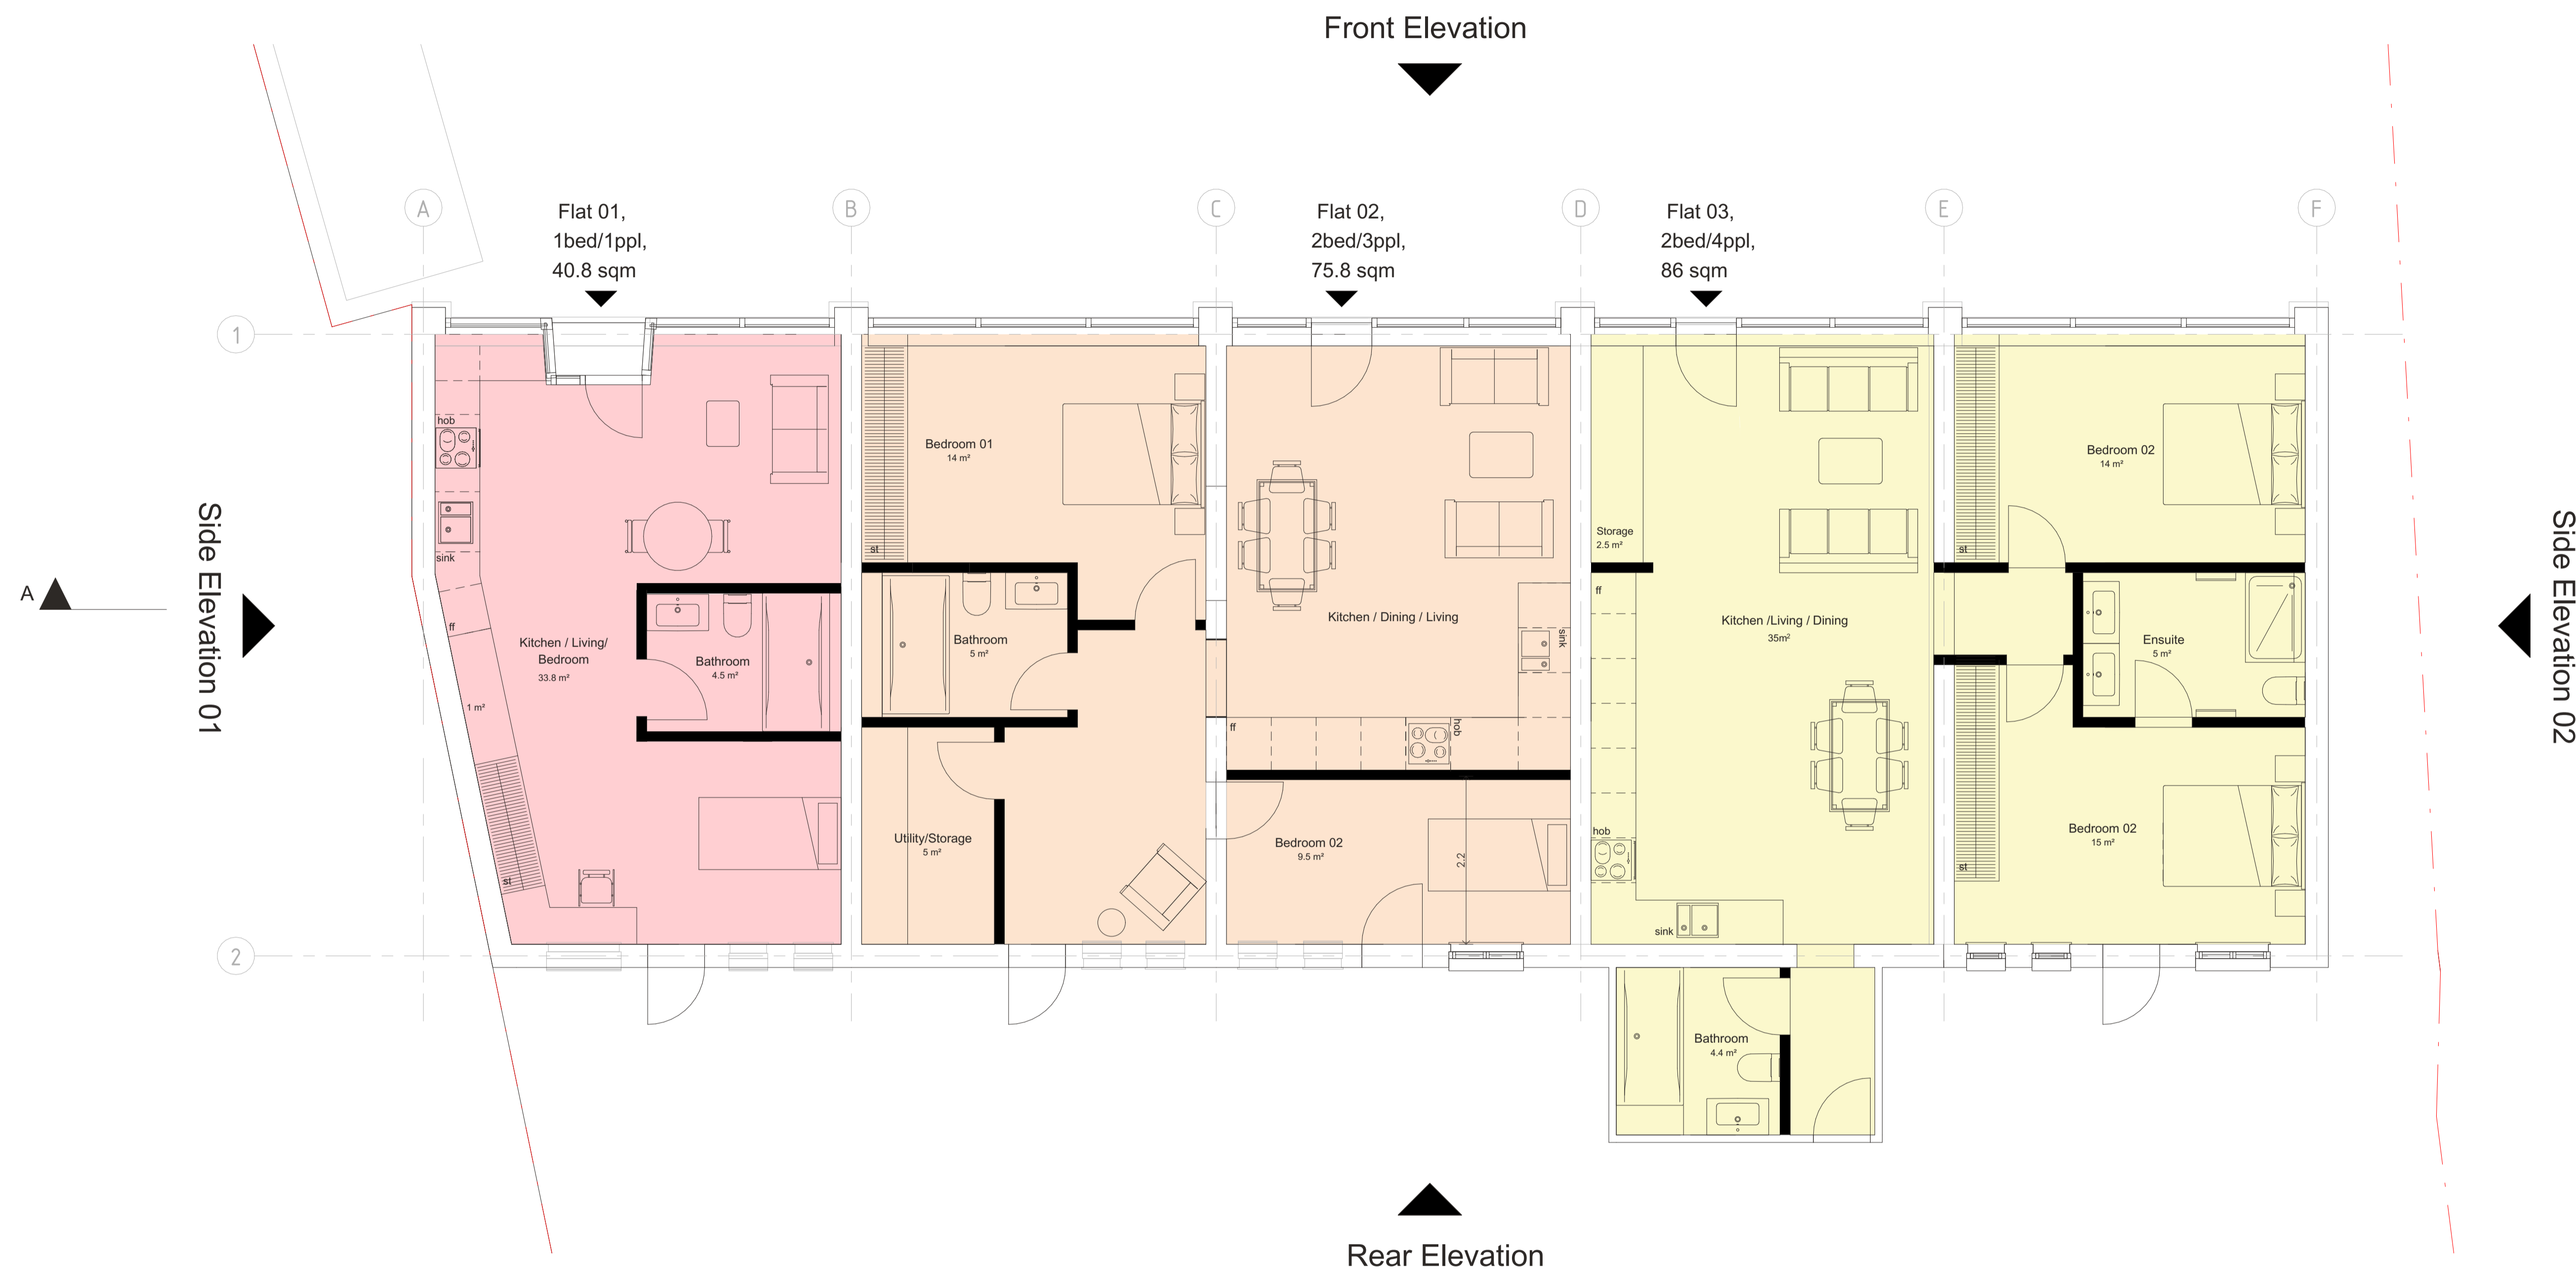 Front Elevation
A
B
C
D
E
F
Flat 01,
1bed/1ppl,
40.8 sqm
Flat 02,
2bed/3ppl,
75.8 sqm
Flat 03,
2bed/4ppl,
86 sqm
1
hob
sink
ff
Kitchen / Living/
Bedroom
33.8 m²
1 m²
st
Bathroom
4.5 m²
Bedroom 01
14 m²
st
Bathroom
5 m²
Utility/Storage
5 m²
Kitchen / Dining / Living
sink
hob
ff
Bedroom 02
9.5 m²
2.2
Storage
2.5 m²
ff
Kitchen /Living / Dining
35m²
hob
sink
Bathroom
4.4 m²
Bedroom 02
14 m²
st
Ensuite
5 m²
Bedroom 02
15 m²
st
A
Side Elevation 01
Side Elevation 02
2
Rear Elevation